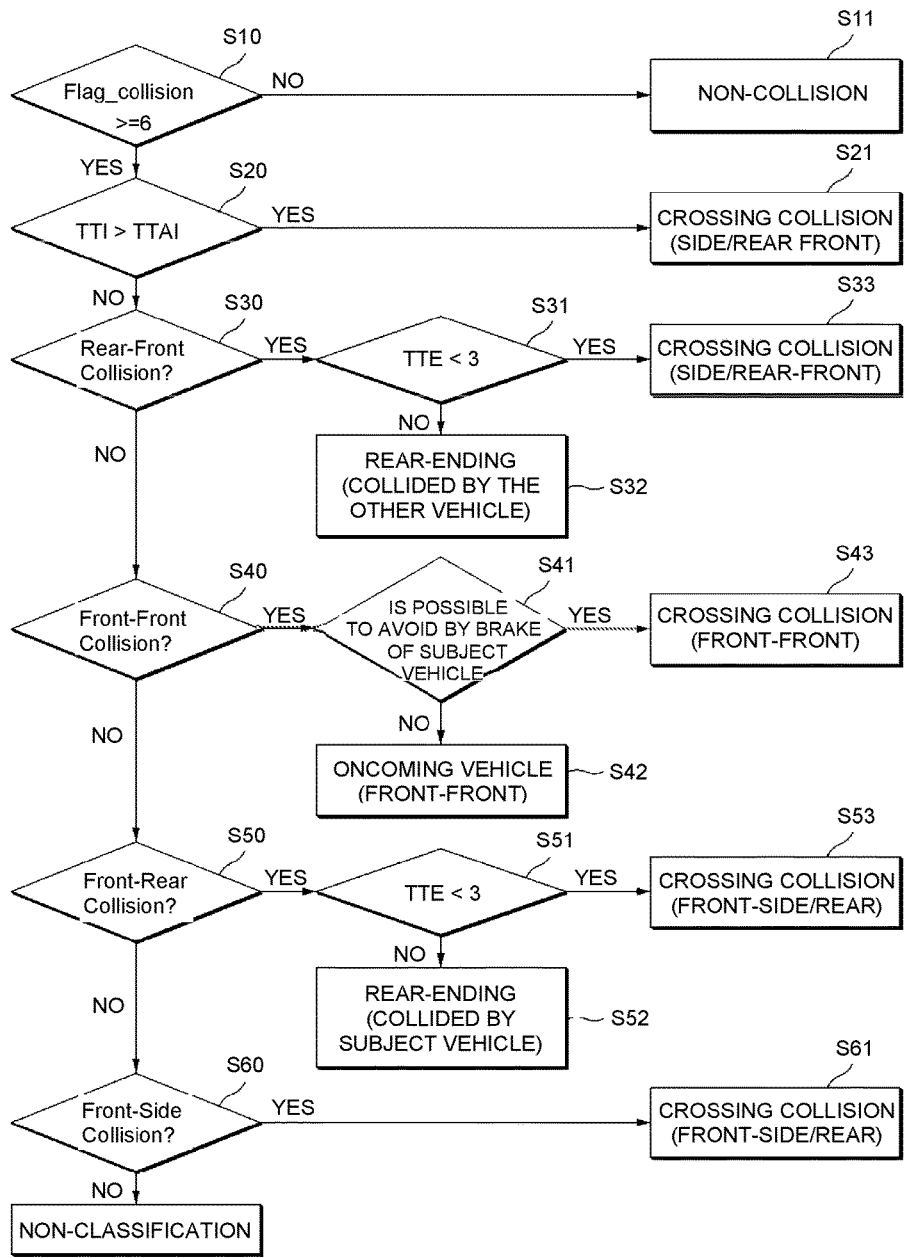 S10
S11
Flag_collision
>=6
NO
NON-COLLISION
YES
S20
S21
TTI > TTAI
YES
CROSSING COLLISION
(SIDE/REAR FRONT)
NO
S30
S31
S33
Rear-Front
Collision?
YES
TTE < 3
YES
CROSSING COLLISION
(SIDE/REAR-FRONT)
NO
NO
REAR-ENDING
(COLLIDED BY THE
OTHER VEHICLE)
S32
S40
S41
S43
Front-Front
Collision?
YES
IS POSSIBLE
TO AVOID BY BRAKE
OF SUBJECT
VEHICLE
YES
CROSSING COLLISION
(FRONT-FRONT)
NO
NO
ONCOMING VEHICLE
(FRONT-FRONT)
S42
S50
S51
S53
Front-Rear
Collision?
YES
TTE < 3
YES
CROSSING COLLISION
(FRONT-SIDE/REAR)
NO
NO
REAR-ENDING
(COLLIDED BY
SUBJECT VEHICLE)
S52
S60
S61
Front-Side
Collision?
YES
CROSSING COLLISION
(FRONT-SIDE/REAR)
NO
NON-CLASSIFICATION